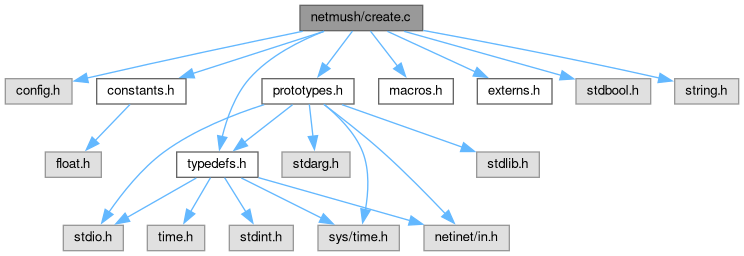 netmush/create.c
config.h
constants.h
prototypes.h
macros.h
externs.h
stdbool.h
string.h
float.h
typedefs.h
stdarg.h
stdlib.h
stdio.h
time.h
stdint.h
sys/time.h
netinet/in.h